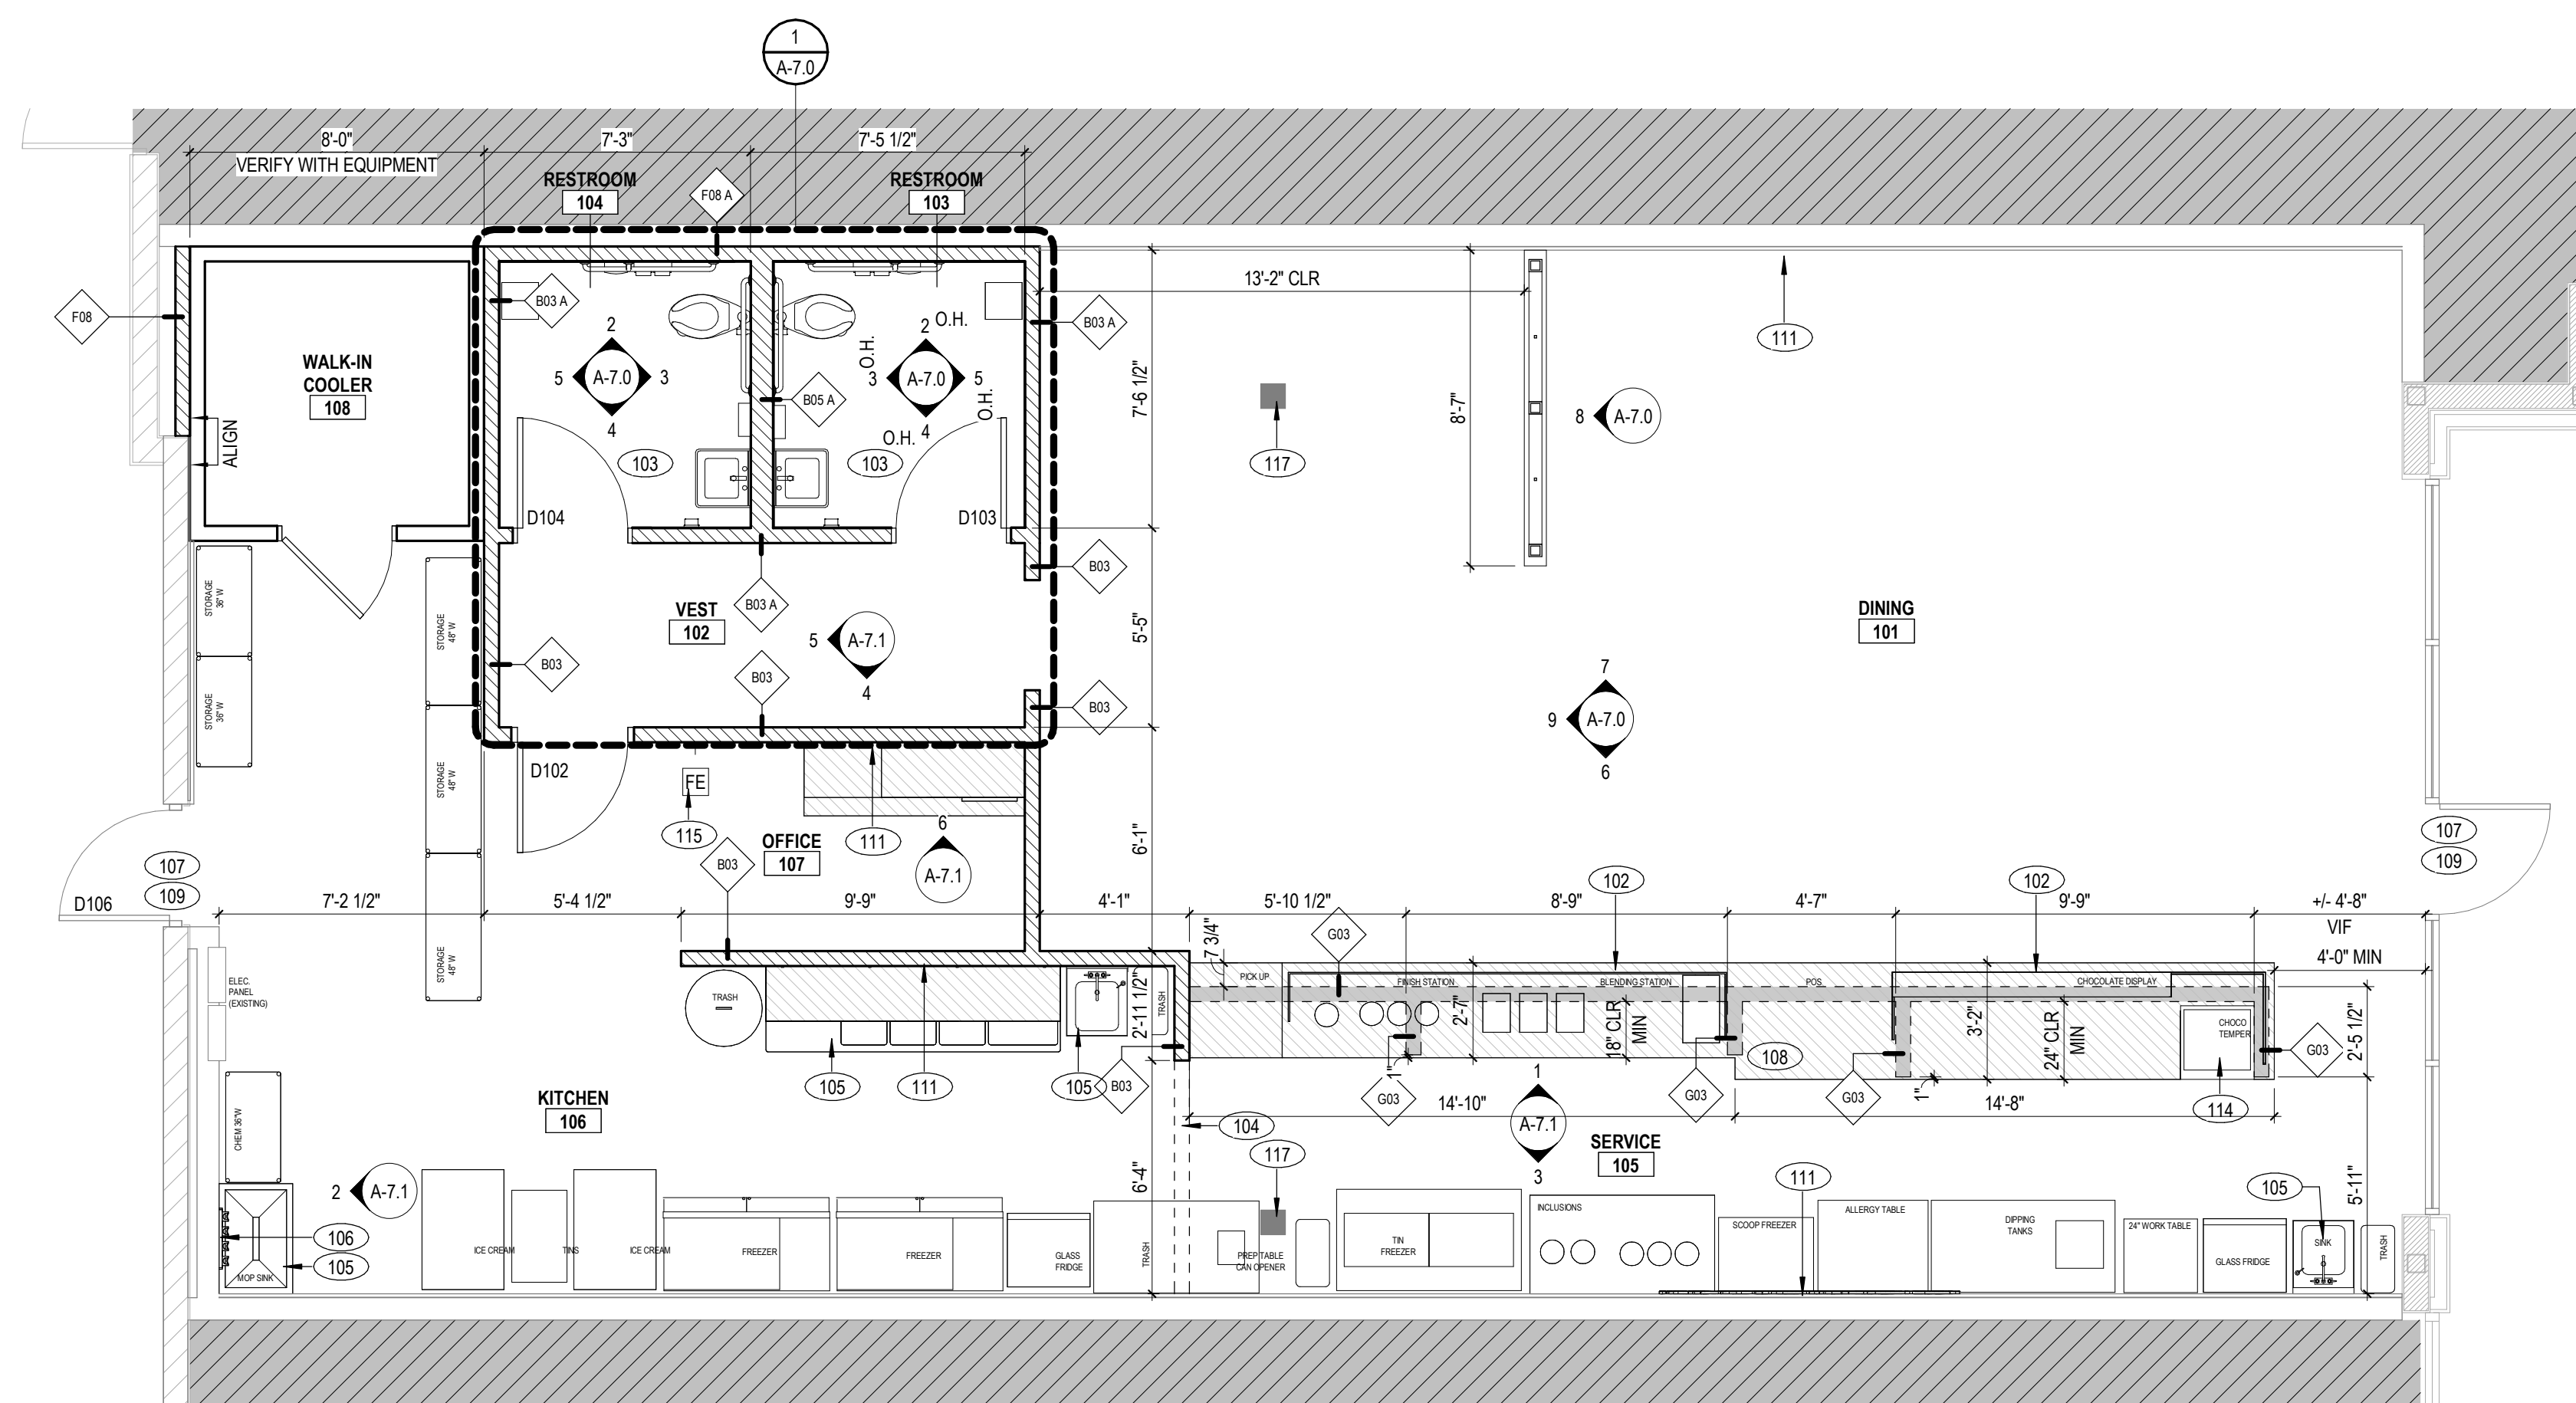 1
A-7.0
8'-0"
VERIFY WITH EQUIPMENT
7'-3"
7'-5 1/2"
RESTROOM
104
F08 A
RESTROOM
103
13'-2" CLR
F08
B03 A
B03 A
WALK-IN
COOLER
108
ALIGN
2
5
A-7.0
3
4
103
O.H.
O.H.
O.H.
O.H.
2
3
A-7.0
5
4
103
B05 A
7'-6 1/2"
117
8'-7"
8
A-7.0
111
D104
D103
B03
STORAGE
36" W
STORAGE
36" W
STORAGE
48" W
STORAGE
48" W
STORAGE
48" W
VEST
102
B03 A
B03
B03
5
A-7.1
4
5'-5"
B03
DINING
101
7
9
A-7.0
6
D102
FE
115
111
OFFICE
107
B03
6
A-7.1
6'-1"
107
109
D106
107
109
7'-2 1/2"
5'-4 1/2"
9'-9"
4'-1"
5'-10 1/2"
8'-9"
102
4'-7"
102
9'-9"
+/- 4'-8"
VIF
4'-0" MIN
G03
7 3/4"
ELEC.
PANEL
(EXISTING)
TRASH
TRASH
2'-11 1/2"
PICK UP
FINISH STATION
BLENDING STATION
POS
CHOCOLATE DISPLAY
2'-7"
18" CLR
MIN
3'-2"
24" CLR
MIN
CHOCO
TEMPER
2'-5 1/2"
G03
108
105
111
105
B03
1"
G03
G03
G03
1"
114
14'-10"
14'-8"
KITCHEN
106
CHEM 36"W
104
117
1
A-7.1
3
SERVICE
105
111
105
2
A-7.1
6'-4"
5'-11"
106
105
MOP SINK
ICE CREAM
TINS
ICE CREAM
FREEZER
FREEZER
GLASS
FRIDGE
TRASH
PREP TABLE
CAN OPENER
TIN
FREEZER
INCLUSIONS
SCOOP FREEZER
ALLERGY TABLE
DIPPING
TANKS
24" WORK TABLE
GLASS FRIDGE
SINK
TRASH